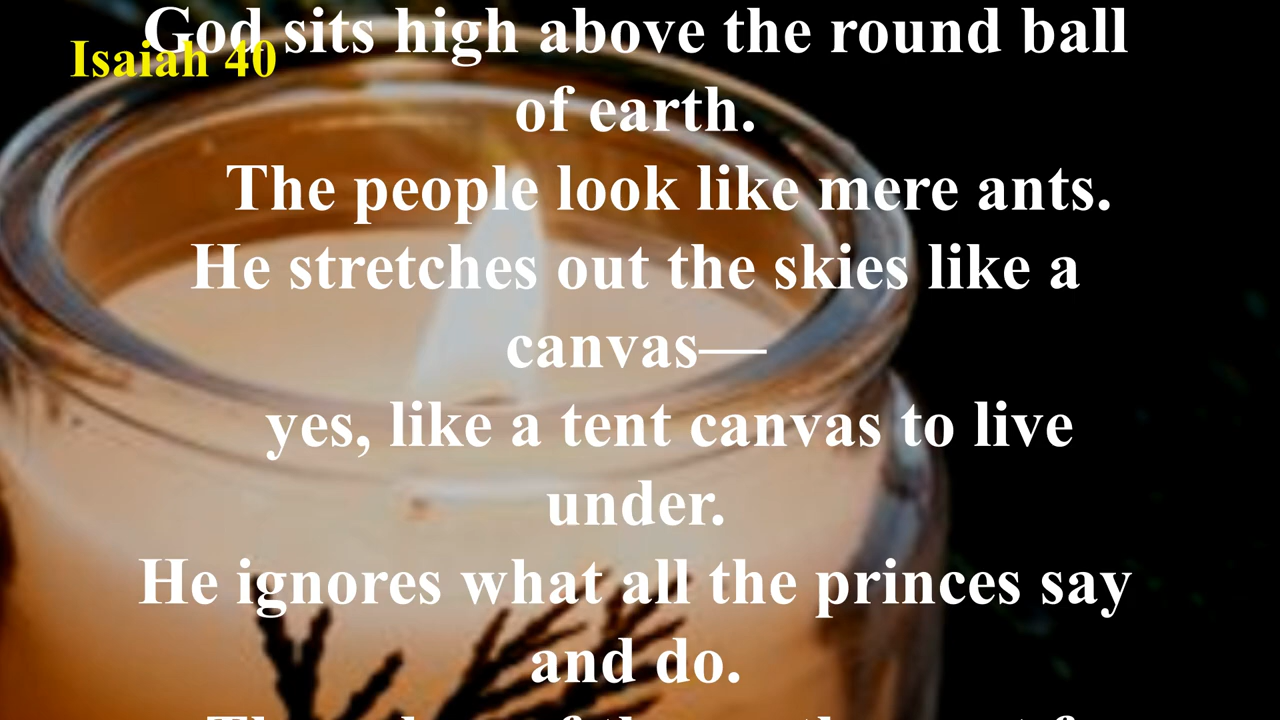 God sits high above the round ball
Isaiah 40
of earth.
The people look like mere ants.
He stretches out the skies like a
canvas—
yes, like a tent canvas to live
under.
He ignores what all the princes say
and do.